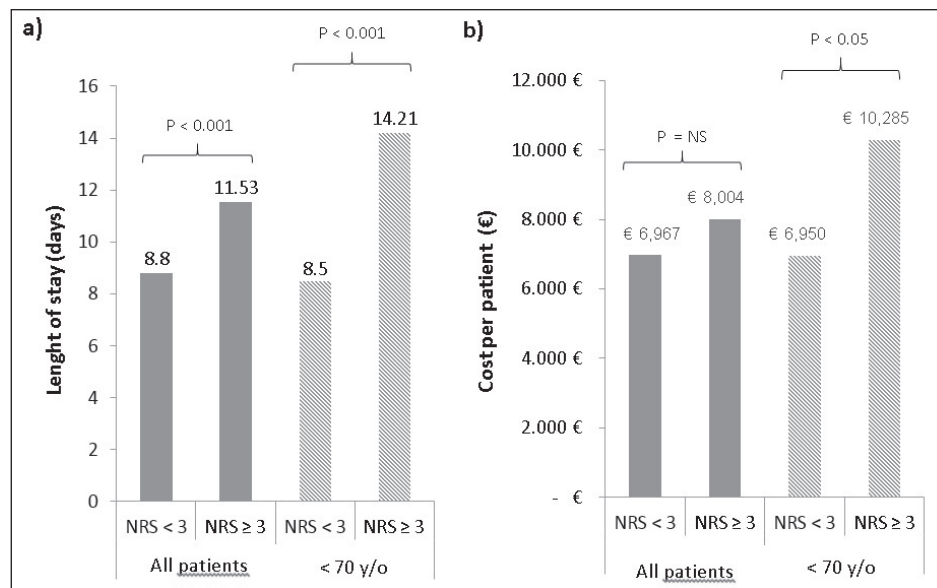 a)
P < 0.001
P < 0.001
Lenght of stay (days)
16
14
12
10
8
6
4
2
0
8.8
11.53
8.5
14.21
NRS < 3 NRS ≥ 3 NRS < 3 NRS ≥ 3
All patients < 70 y/o
b)
P < 0.05
P = NS
Cost per patient (€)
12.000 €
10.000 €
8.000 €
6.000 €
4.000 €
2.000 €
- €
€ 6,967
€ 8,004
€ 6,950
€ 10,285
NRS < 3 NRS ≥ 3 NRS < 3 NRS ≥ 3
All patients < 70 y/o